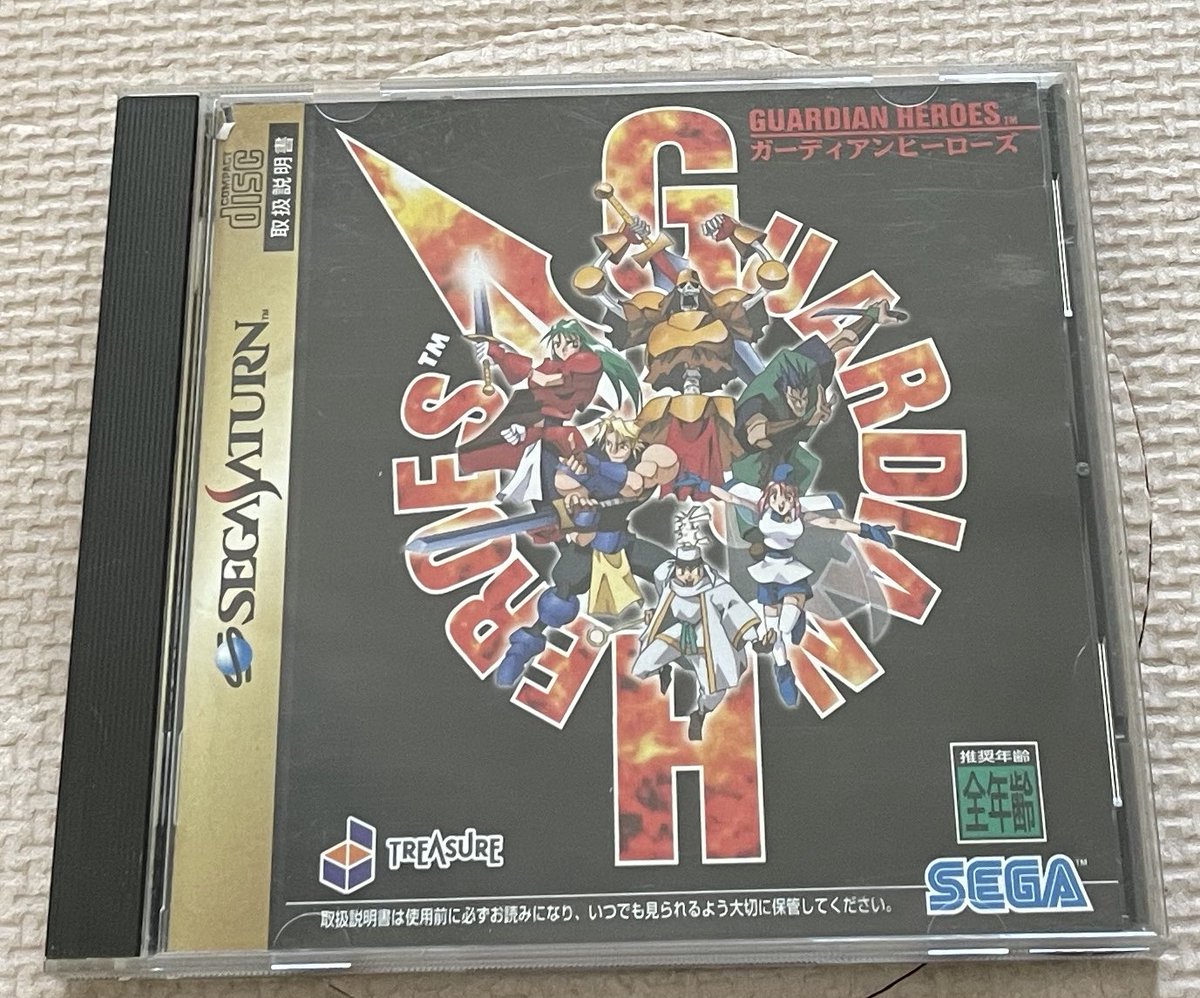 COMPACT
disc
取扱説明書
SEGA SATURN™
GUARDIAN HEROES™
ガーディアンヒーローズ
GUARDIAN
HEROES™
推奨年齢
全年齢
TREASURE
SEGA™
取扱説明書は使用前に必ずお読みになり、いつでも見られるよう大切に保管してください。